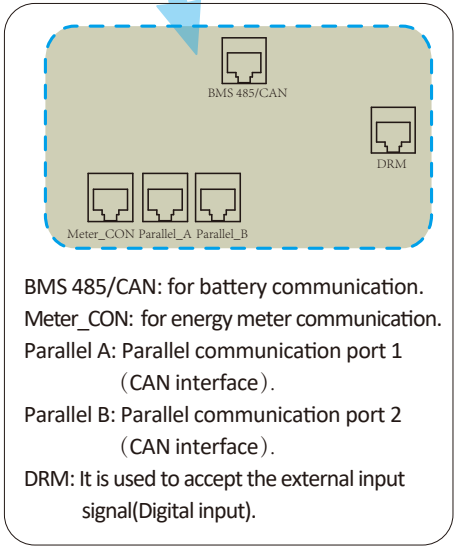 BMS 485/CAN
DRM
Meter_CON Parallel_A Parallel_B
BMS 485/CAN: for battery communication.
Meter_CON: for energy meter communication.
Parallel A: Parallel communication port 1
（CAN interface）.
Parallel B: Parallel communication port 2
（CAN interface）.
DRM: It is used to accept the external input
signal(Digital input).